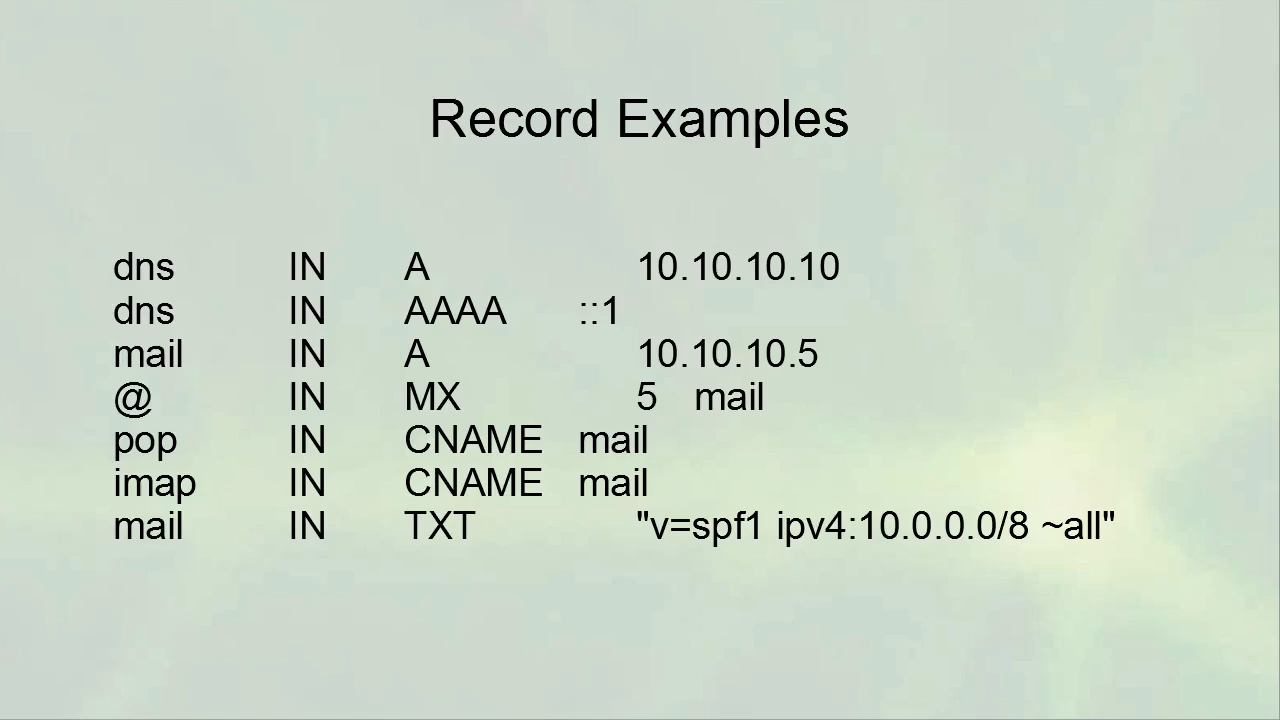 Record Examples
dns IN A 10.10.10.10
dns IN AAAA ::1
mail IN A 10.10.10.5
@ IN MX 5 mail
pop IN CNAME mail
imap IN CNAME mail
mail IN TXT "v=spf1 ipv4:10.0.0.0/8 ~all"